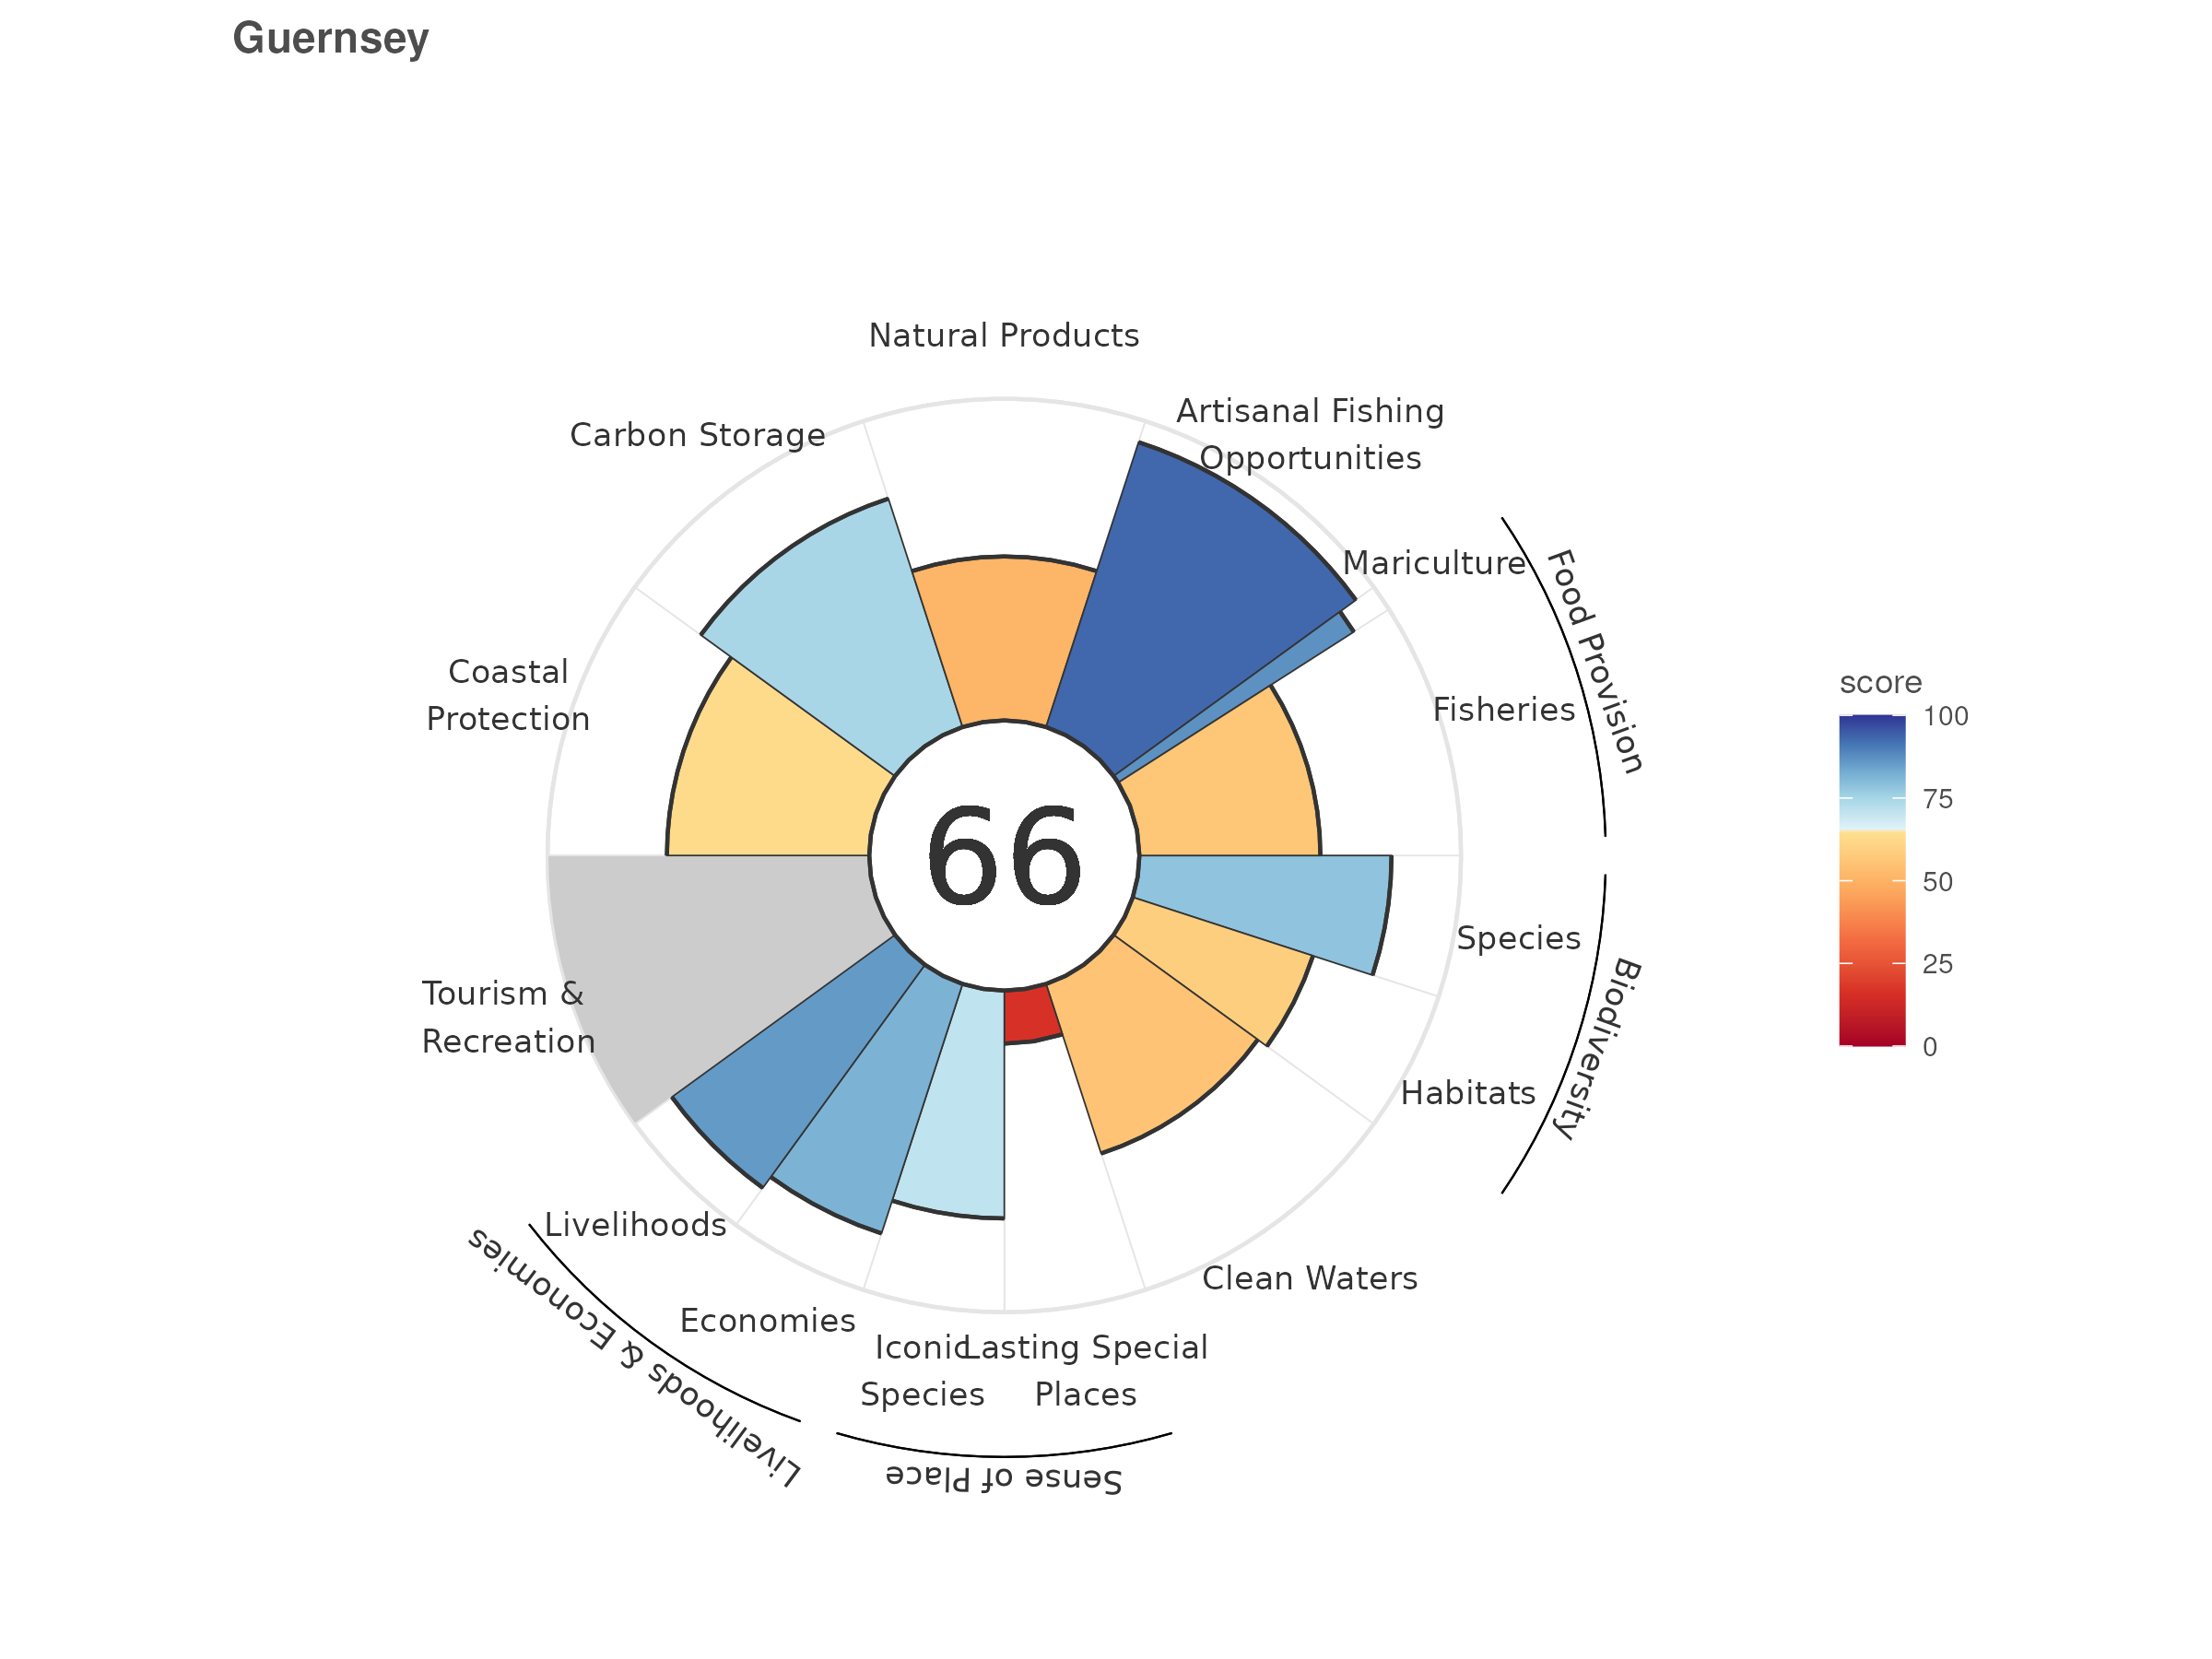 Guernsey
Natural Products
Artisanal Fishing
Opportunities
Carbon Storage
Mariculture
Food Provision
Coastal
Protection
Fisheries
score
100
75
50
25
0
66
Species
Biodiversity
Tourism &
Recreation
Habitats
Livelihoods
Clean Waters
Economies
Livelihoods & Economies
Iconic
Species
Lasting Special
Places
Sense of Place